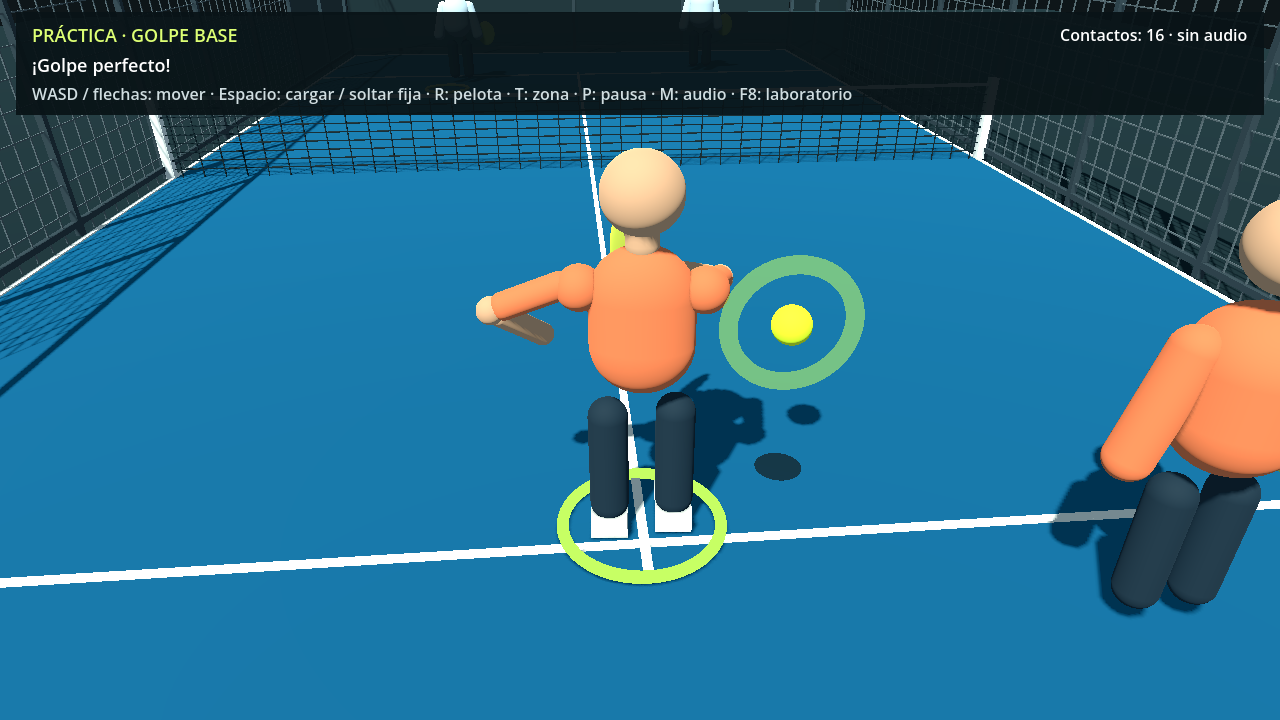 PRÁCTICA · GOLPE BASE
Contactos: 16 · sin audio
¡Golpe perfecto!
WASD / flechas: mover · Espacio: cargar / soltar fija · R: pelota · T: zona · P: pausa · M: audio · F8: laboratorio